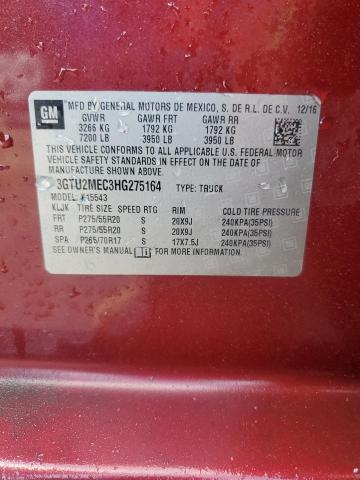 GM
MFD BY GENERAL MOTORS DE MEXICO, S. DE R.L. DE C.V. 12/16
GVWR GAWR FRT GAWR RR
3266 KG 1792 KG 1792 KG
7200 LB 3950 LB 3950 LB
THIS VEHICLE CONFORMS TO ALL APPLICABLE U.S. FEDERAL MOTOR
VEHICLE SAFETY STANDARDS IN EFFECT ON THE DATE OF
MANUFACTURE SHOWN ABOVE.
3GTU2MEC3HG275164 TYPE: TRUCK
MODEL: K15543
KLJK TIRE SIZE SPEED RTG RIM COLD TIRE PRESSURE
FRT P275/55R20 S 20X9J 240KPA(35PSI)
RR P275/55R20 S 20X9J 240KPA(35PSI)
SPA P265/70R17 S 17X7.5J 240KPA(35PSI)
SEE OWNER'S MANUAL FOR MORE INFORMATION.